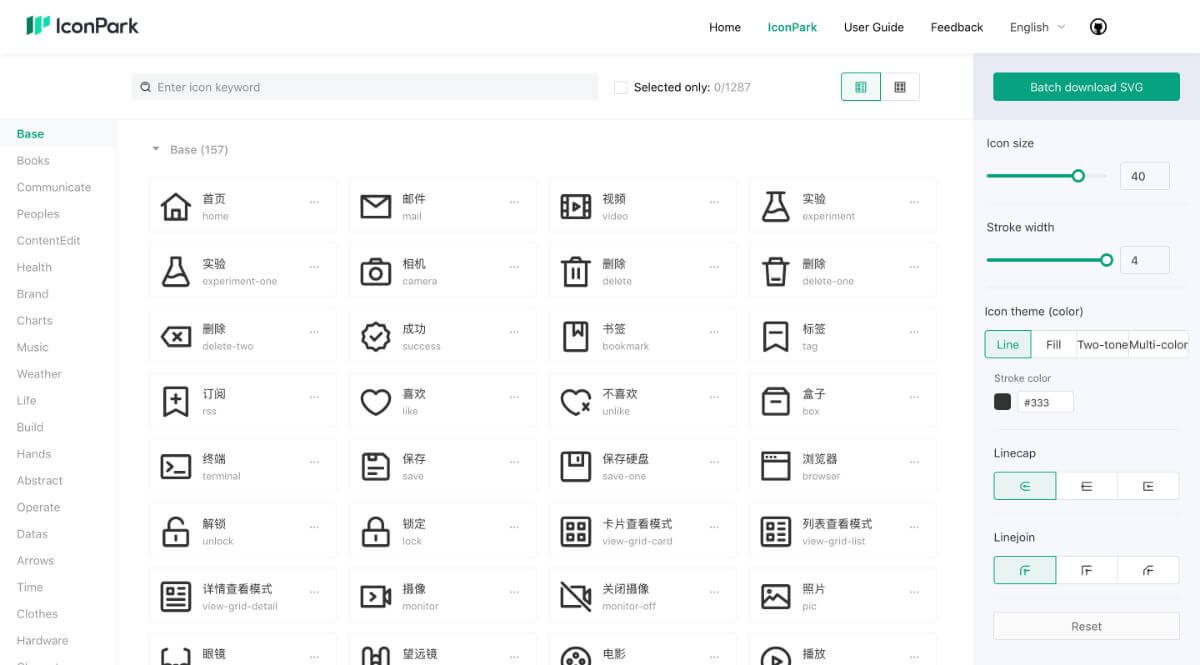 IconPark
Home
IconPark
User Guide
Feedback
English
Enter icon keyword
Selected only: 0/1287
Batch download SVG
Base
Books
Communicate
Peoples
ContentEdit
Health
Brand
Charts
Music
Weather
Life
Build
Hands
Abstract
Operate
Datas
Arrows
Time
Clothes
Hardware
Base (157)
首页
home
...
邮件
mail
...
视频
video
...
实验
experiment
...
实验
experiment-one
...
相机
camera
...
删除
delete
...
删除
delete-one
...
删除
delete-two
...
成功
success
...
书签
bookmark
...
标签
tag
...
订阅
rss
...
喜欢
like
...
不喜欢
unlike
...
盒子
box
...
终端
terminal
...
保存
save
...
保存硬盘
save-one
...
浏览器
browser
...
解锁
unlock
...
锁定
lock
...
卡片查看模式
view-grid-card
...
列表查看模式
view-grid-list
...
详情查看模式
view-grid-detail
...
摄像
monitor
...
关闭摄像
monitor-off
...
照片
pic
...
眼镜
...
望远镜
...
电影
...
播放
...
Icon size
40
Stroke width
4
Icon theme (color)
Line
Fill
Two-tone
Multi-color
Stroke color
#333
Linecap
Linejoin
Reset